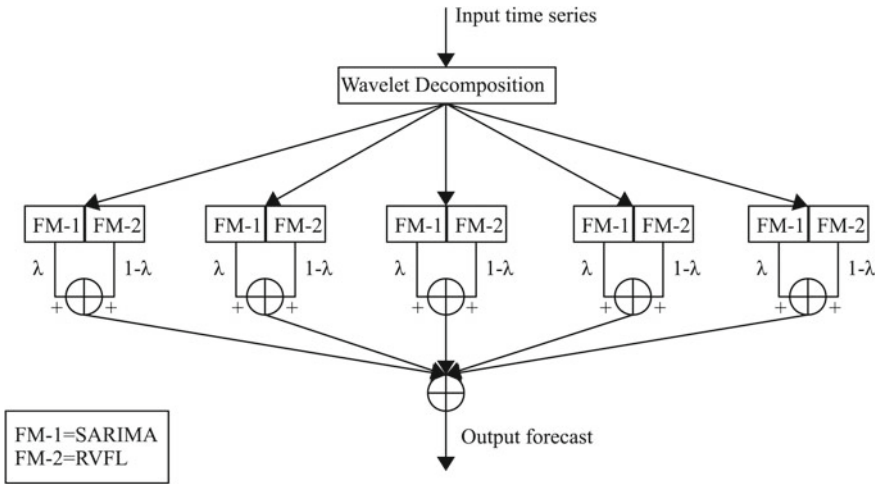 Input time series
Wavelet Decomposition
FM-1 FM-2 FM-1 FM-2 FM-1 FM-2 FM-1 FM-2 FM-1 FM-2
λ 1-λ λ 1-λ λ 1-λ λ 1-λ λ 1-λ
+ + + + + + + + + +
Output forecast
FM-1=SARIMA
FM-2=RVFL